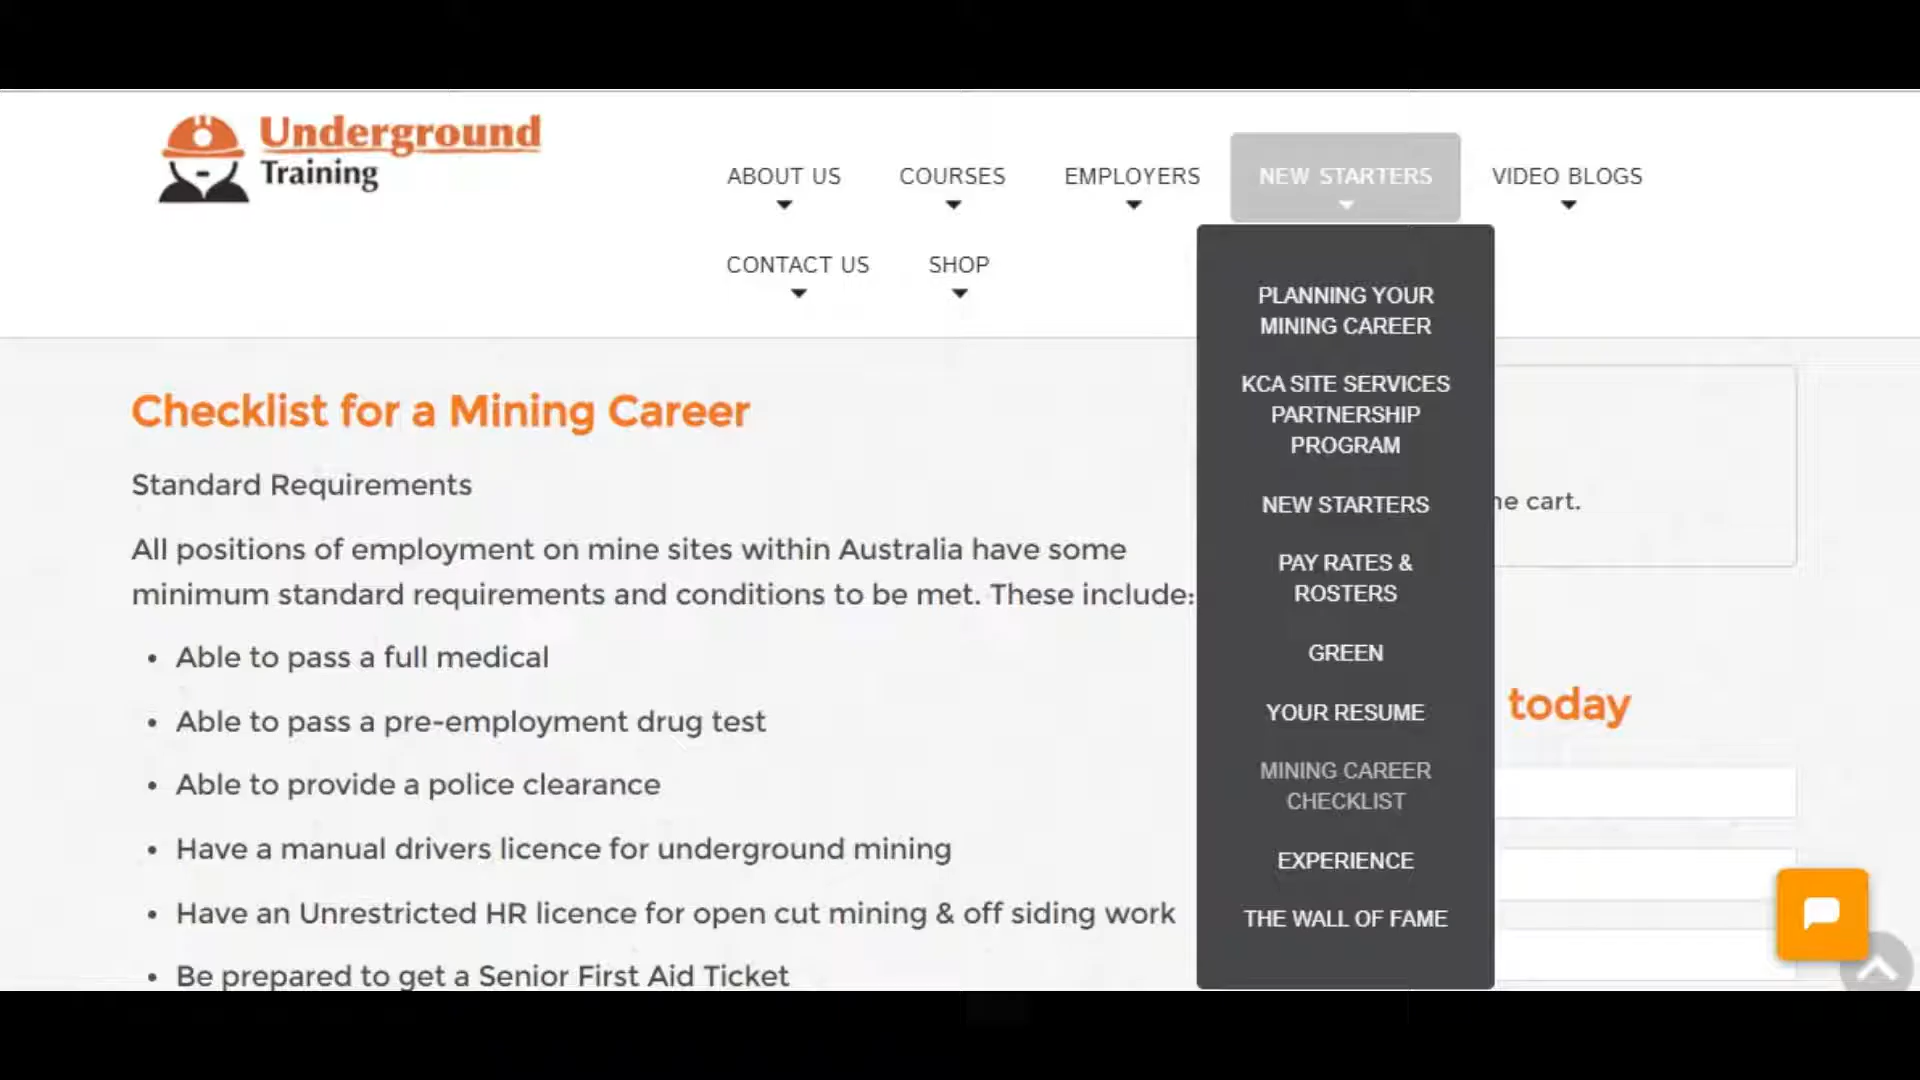 Underground
Training
ABOUT US
COURSES
EMPLOYERS
NEW STARTERS
VIDEO BLOGS
CONTACT US
SHOP
PLANNING YOUR
MINING CAREER
KCA SITE SERVICES
PARTNERSHIP
PROGRAM
NEW STARTERS
PAY RATES &
ROSTERS
GREEN
YOUR RESUME
MINING CAREER
CHECKLIST
EXPERIENCE
THE WALL OF FAME
Checklist for a Mining Career
Standard Requirements
All positions of employment on mine sites within Australia have some
minimum standard requirements and conditions to be met. These include:
• Able to pass a full medical
• Able to pass a pre-employment drug test
• Able to provide a police clearance
• Have a manual drivers licence for underground mining
• Have an Unrestricted HR licence for open cut mining & off siding work
• Be prepared to get a Senior First Aid Ticket
cart.
today